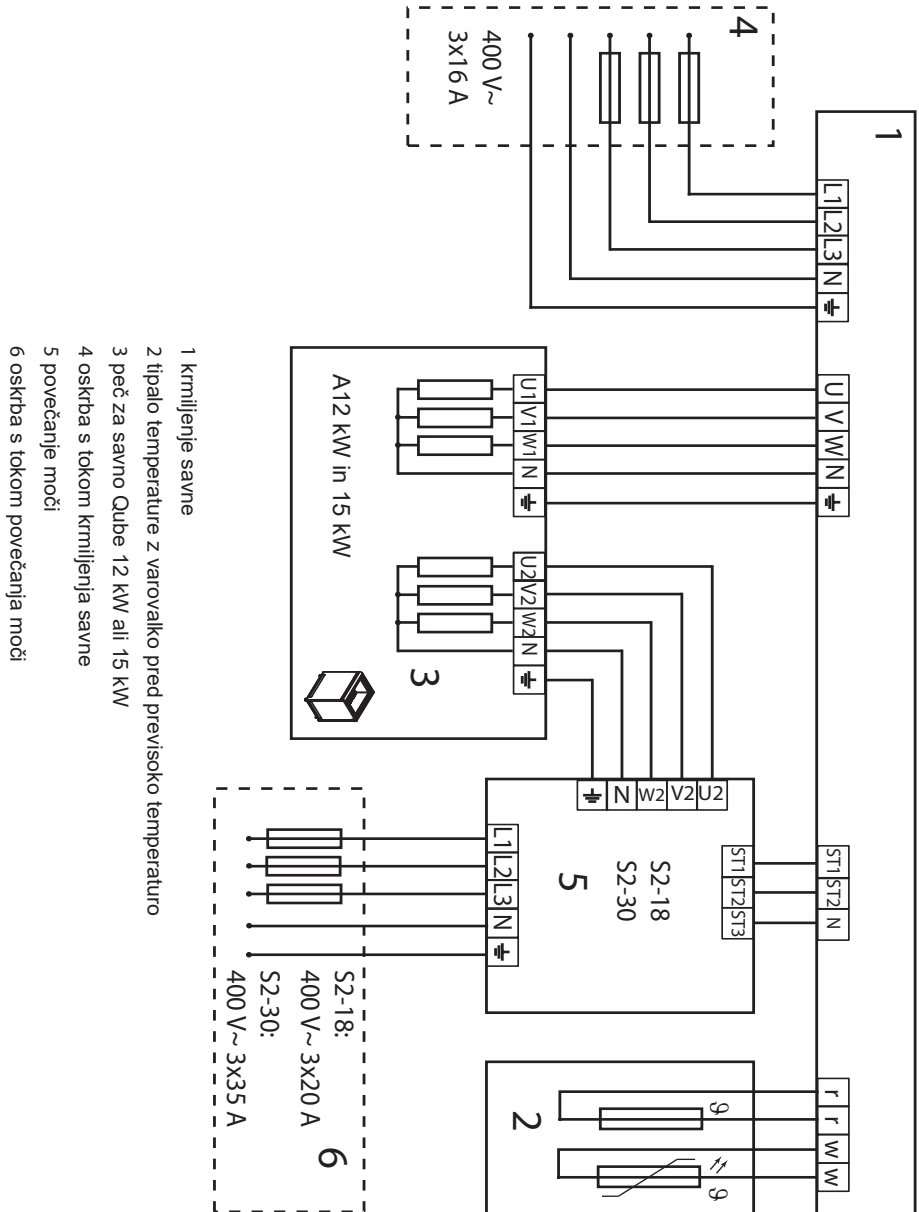 1
L1 L2 L3 N
U V W N
ST1 ST2 N
r r w w
4
400 V~
3x16 A
U1 V1 W1 N
U2 V2 W2 N
A12 kW in 15 kW
3
ST1 ST2 ST3
S2-18
S2-30
5
N W2 V2 U2
L1 L2 L3 N
S2-18:
400 V~ 3x20 A
S2-30:
400 V~ 3x35 A
6
2
ϑ
ϑ
1 krmiljenje savne
2 tipalo temperature z varovalko pred previsoko temperaturo
3 peč za savno Qube 12 kW ali 15 kW
4 oskrba s tokom krmiljenja savne
5 povečanje moči
6 oskrba s tokom povečanja moči